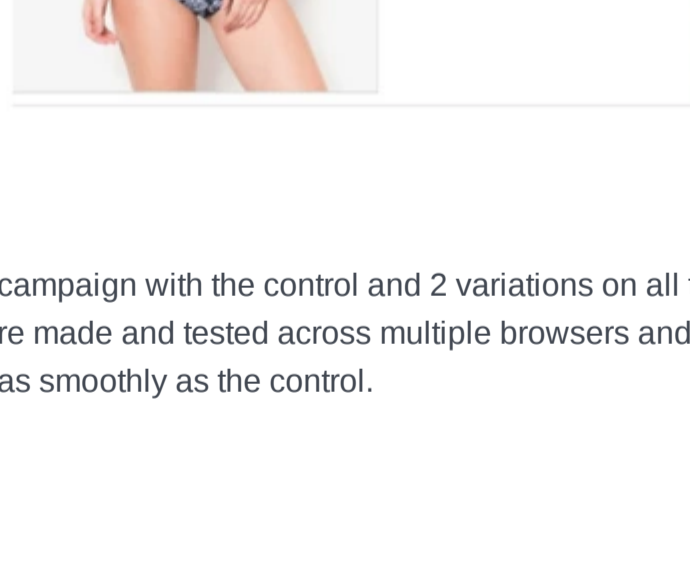 campaign with the control and 2 variations on all
re made and tested across multiple browsers and
as smoothly as the control.